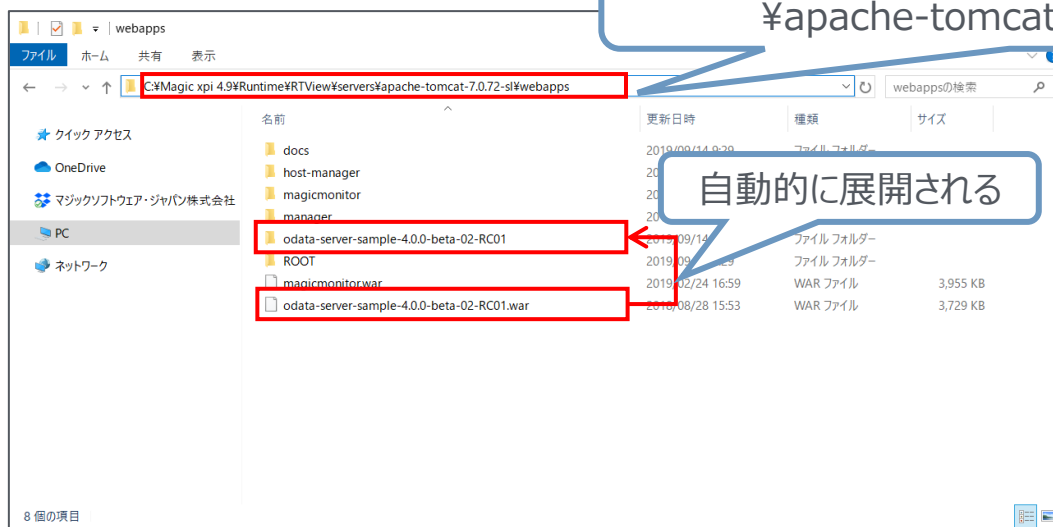 ¥apache-tomcat
webapps
ファイル ホーム 共有 表示
C:¥Magic xpi 4.9¥Runtime¥RTView¥servers¥apache-tomcat-7.0.72-sl¥webapps
webappsの検索
名前 更新日時 種類 サイズ
クイック アクセス
OneDrive
マジックソフトウェア・ジャパン株式会社
PC
ネットワーク
docs 2019/09/14 9:29 ファイル フォルダー
host-manager
magicmonitor
manager
odata-server-sample-4.0.0-beta-02-RC01 2019/09/14 ファイル フォルダー
ROOT ファイル フォルダー
magicmonitor.war 2019/02/24 16:59 WAR ファイル 3,955 KB
odata-server-sample-4.0.0-beta-02-RC01.war 2018/08/28 15:53 WAR ファイル 3,729 KB
自動的に展開される
8 個の項目